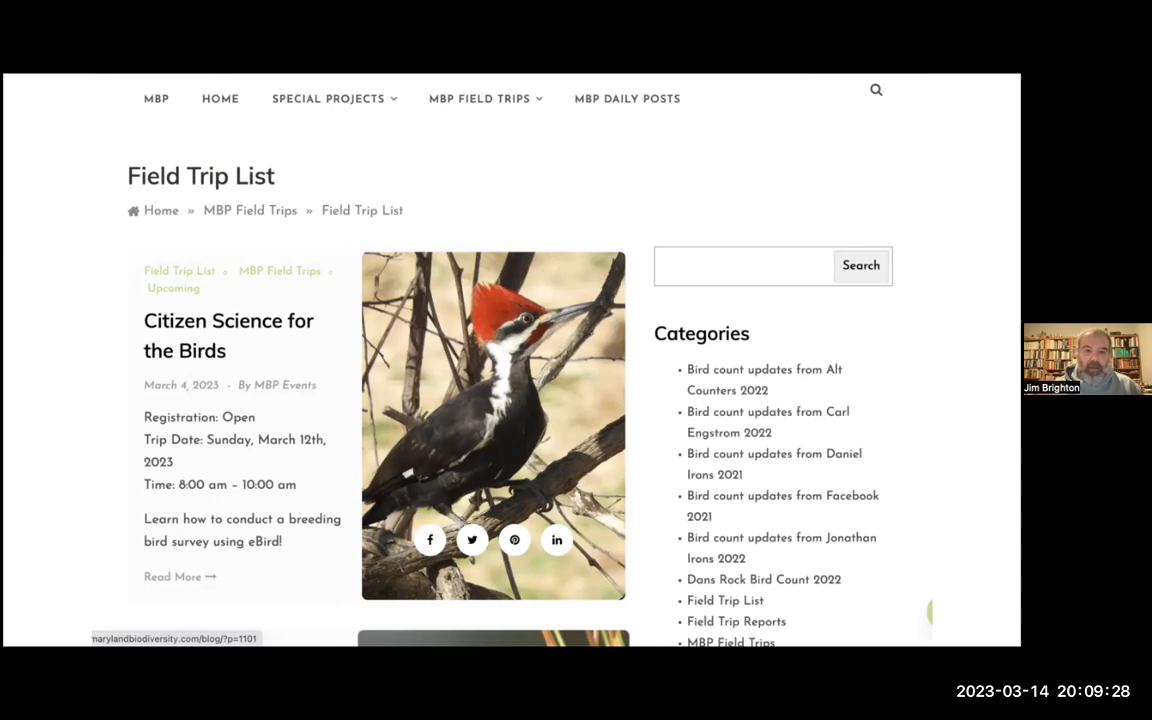 MBP HOME SPECIAL PROJECTS MBP FIELD TRIPS MBP DAILY POSTS
Field Trip List
Home » MBP Field Trips » Field Trip List
Field Trip List MBP Field Trips
Upcoming
Citizen Science for
the Birds
March 4, 2023 - By MBP Events
Registration: Open
Trip Date: Sunday, March 12th,
2023
Time: 8:00 am – 10:00 am
Learn how to conduct a breeding
bird survey using eBird!
Read More
Search
Categories
Bird count updates from Alt
Counters 2022
Bird count updates from Carl
Engstrom 2022
Bird count updates from Daniel
Irons 2021
Bird count updates from Facebook
2021
Bird count updates from Jonathan
Irons 2022
Dans Rock Bird Count 2022
Field Trip List
Field Trip Reports
MBP Field Trips
marylandbiodiversity.com/blog/?p=1101
Jim Brighton
2023-03-14 20:09:28